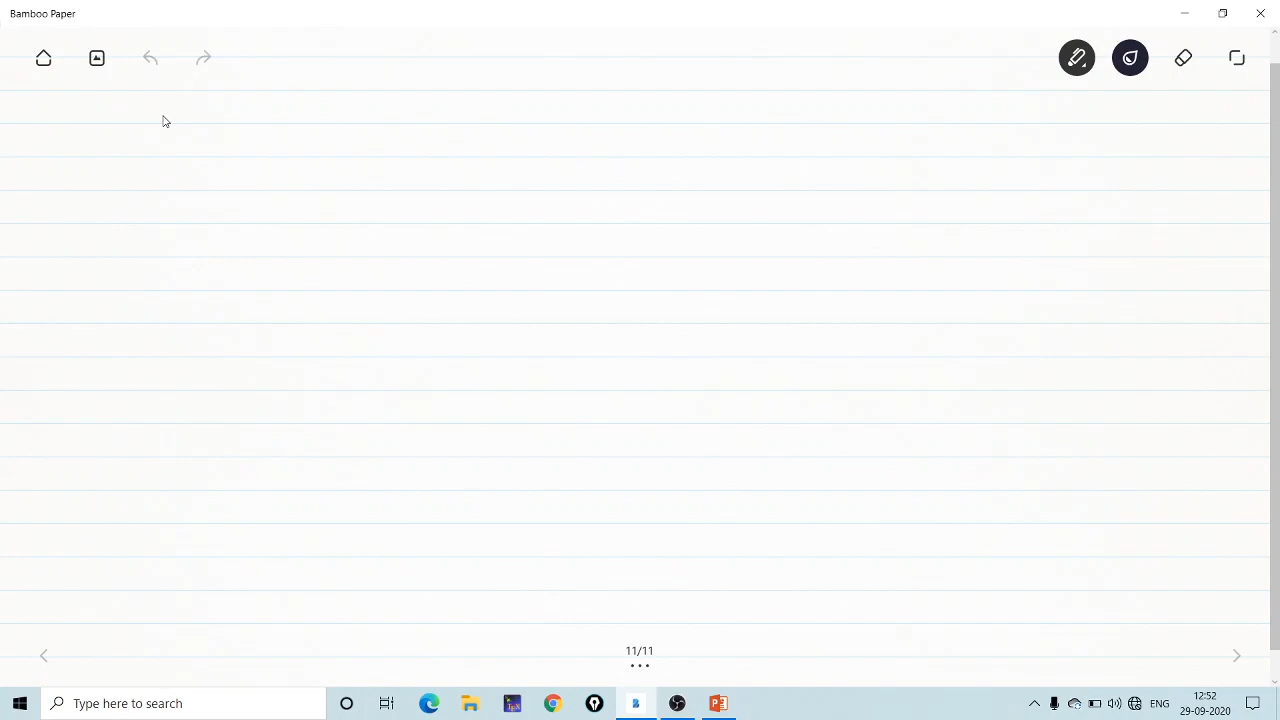 Bamboo Paper
11/11
Type here to search
ENG
12:52
29-09-2020